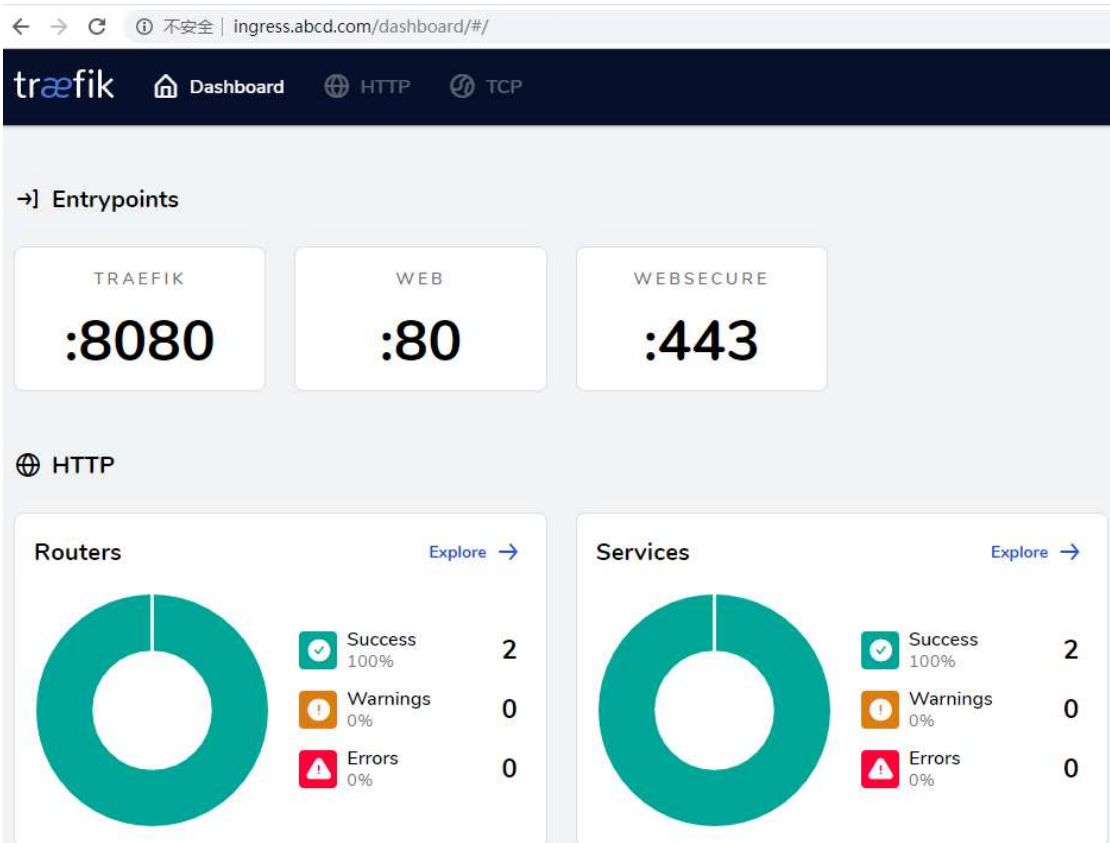 不安全 | ingress.abcd.com/dashboard/#/
træfik Dashboard HTTP TCP
Entrypoints
TRAEFIK
:8080
WEB
:80
WEBSECURE
:443
HTTP
Routers Explore →
Success 2
100%
Warnings 0
0%
Errors 0
0%
Services Explore →
Success 2
100%
Warnings 0
0%
Errors 0
0%